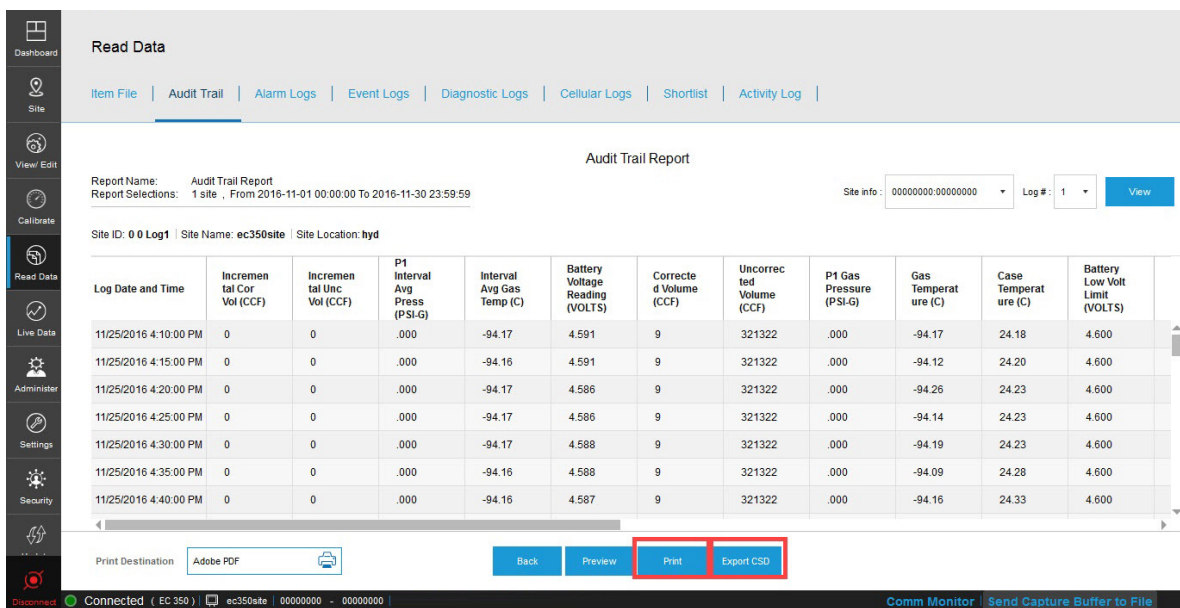 Dashboard
Site
View/ Edit
Calibrate
Read Data
Live Data
Administer
Settings
Security
Disconnect
Read Data
Item File | Audit Trail | Alarm Logs | Event Logs | Diagnostic Logs | Cellular Logs | Shortlist | Activity Log |
Audit Trail Report
Report Name: Audit Trail Report
Report Selections: 1 site , From 2016-11-01 00:00:00 To 2016-11-30 23:59:59
Site info : 00000000:00000000 Log # : 1 View
Site ID: 0 0 Log1 | Site Name: ec350site | Site Location: hyd
Log Date and Time
Incremen
tal Cor
Vol (CCF)
Incremen
tal Unc
Vol (CCF)
P1
Interval
Avg
Press
(PSI-G)
Interval
Avg Gas
Temp (C)
Battery
Voltage
Reading
(VOLTS)
Correcte
d Volume
(CCF)
Uncorrec
ted
Volume
(CCF)
P1 Gas
Pressure
(PSI-G)
Gas
Temperat
ure (C)
Case
Temperat
ure (C)
Battery
Low Volt
Limit
(VOLTS)
11/25/2016 4:10:00 PM 0 0 .000 -94.17 4.591 9 321322 .000 -94.17 24.18 4.600
11/25/2016 4:15:00 PM 0 0 .000 -94.16 4.591 9 321322 .000 -94.12 24.20 4.600
11/25/2016 4:20:00 PM 0 0 .000 -94.17 4.586 9 321322 .000 -94.26 24.23 4.600
11/25/2016 4:25:00 PM 0 0 .000 -94.17 4.586 9 321322 .000 -94.14 24.23 4.600
11/25/2016 4:30:00 PM 0 0 .000 -94.17 4.588 9 321322 .000 -94.19 24.23 4.600
11/25/2016 4:35:00 PM 0 0 .000 -94.16 4.588 9 321322 .000 -94.09 24.28 4.600
11/25/2016 4:40:00 PM 0 0 .000 -94.16 4.587 9 321322 .000 -94.16 24.33 4.600
Print Destination Adobe PDF Back Preview Print Export CSD
Connected ( EC 350 ) | ec350site | 00000000 - 00000000 | Comm Monitor | Send Capture Buffer to File